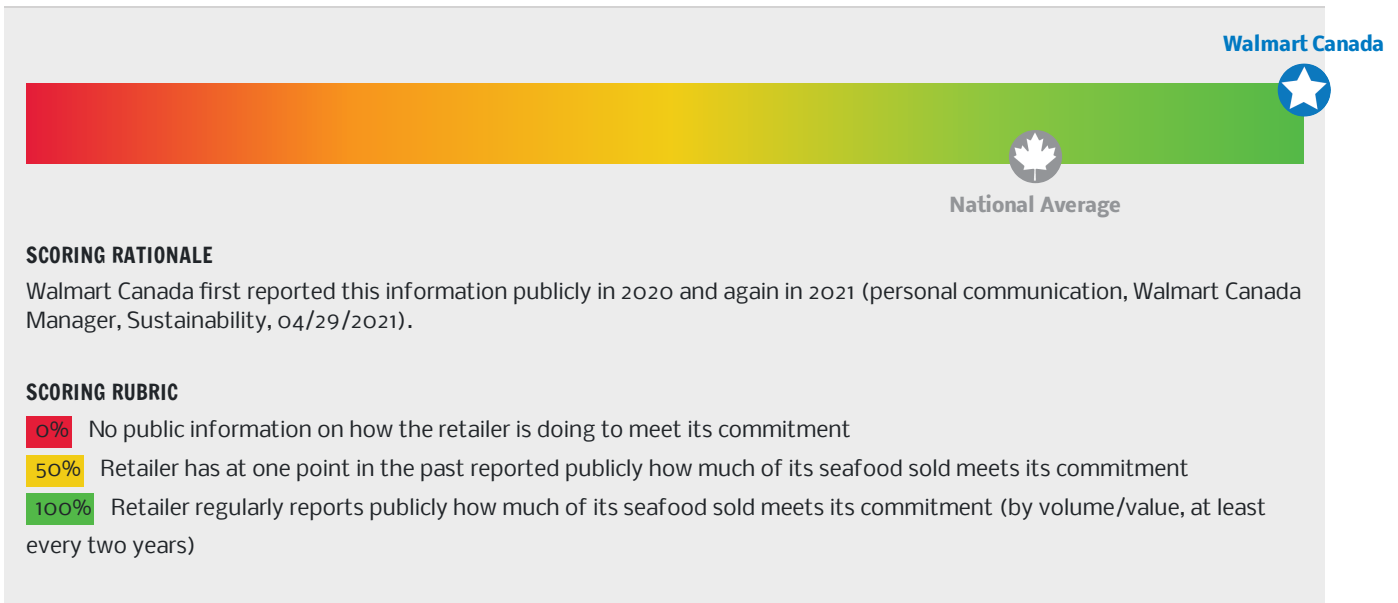 Walmart Canada
National Average
SCORING RATIONALE
Walmart Canada first reported this information publicly in 2020 and again in 2021 (personal communication, Walmart Canada
Manager, Sustainability, 04/29/2021).
SCORING RUBRIC
0% No public information on how the retailer is doing to meet its commitment
50% Retailer has at one point in the past reported publicly how much of its seafood sold meets its commitment
100% Retailer regularly reports publicly how much of its seafood sold meets its commitment (by volume/value, at least
every two years)